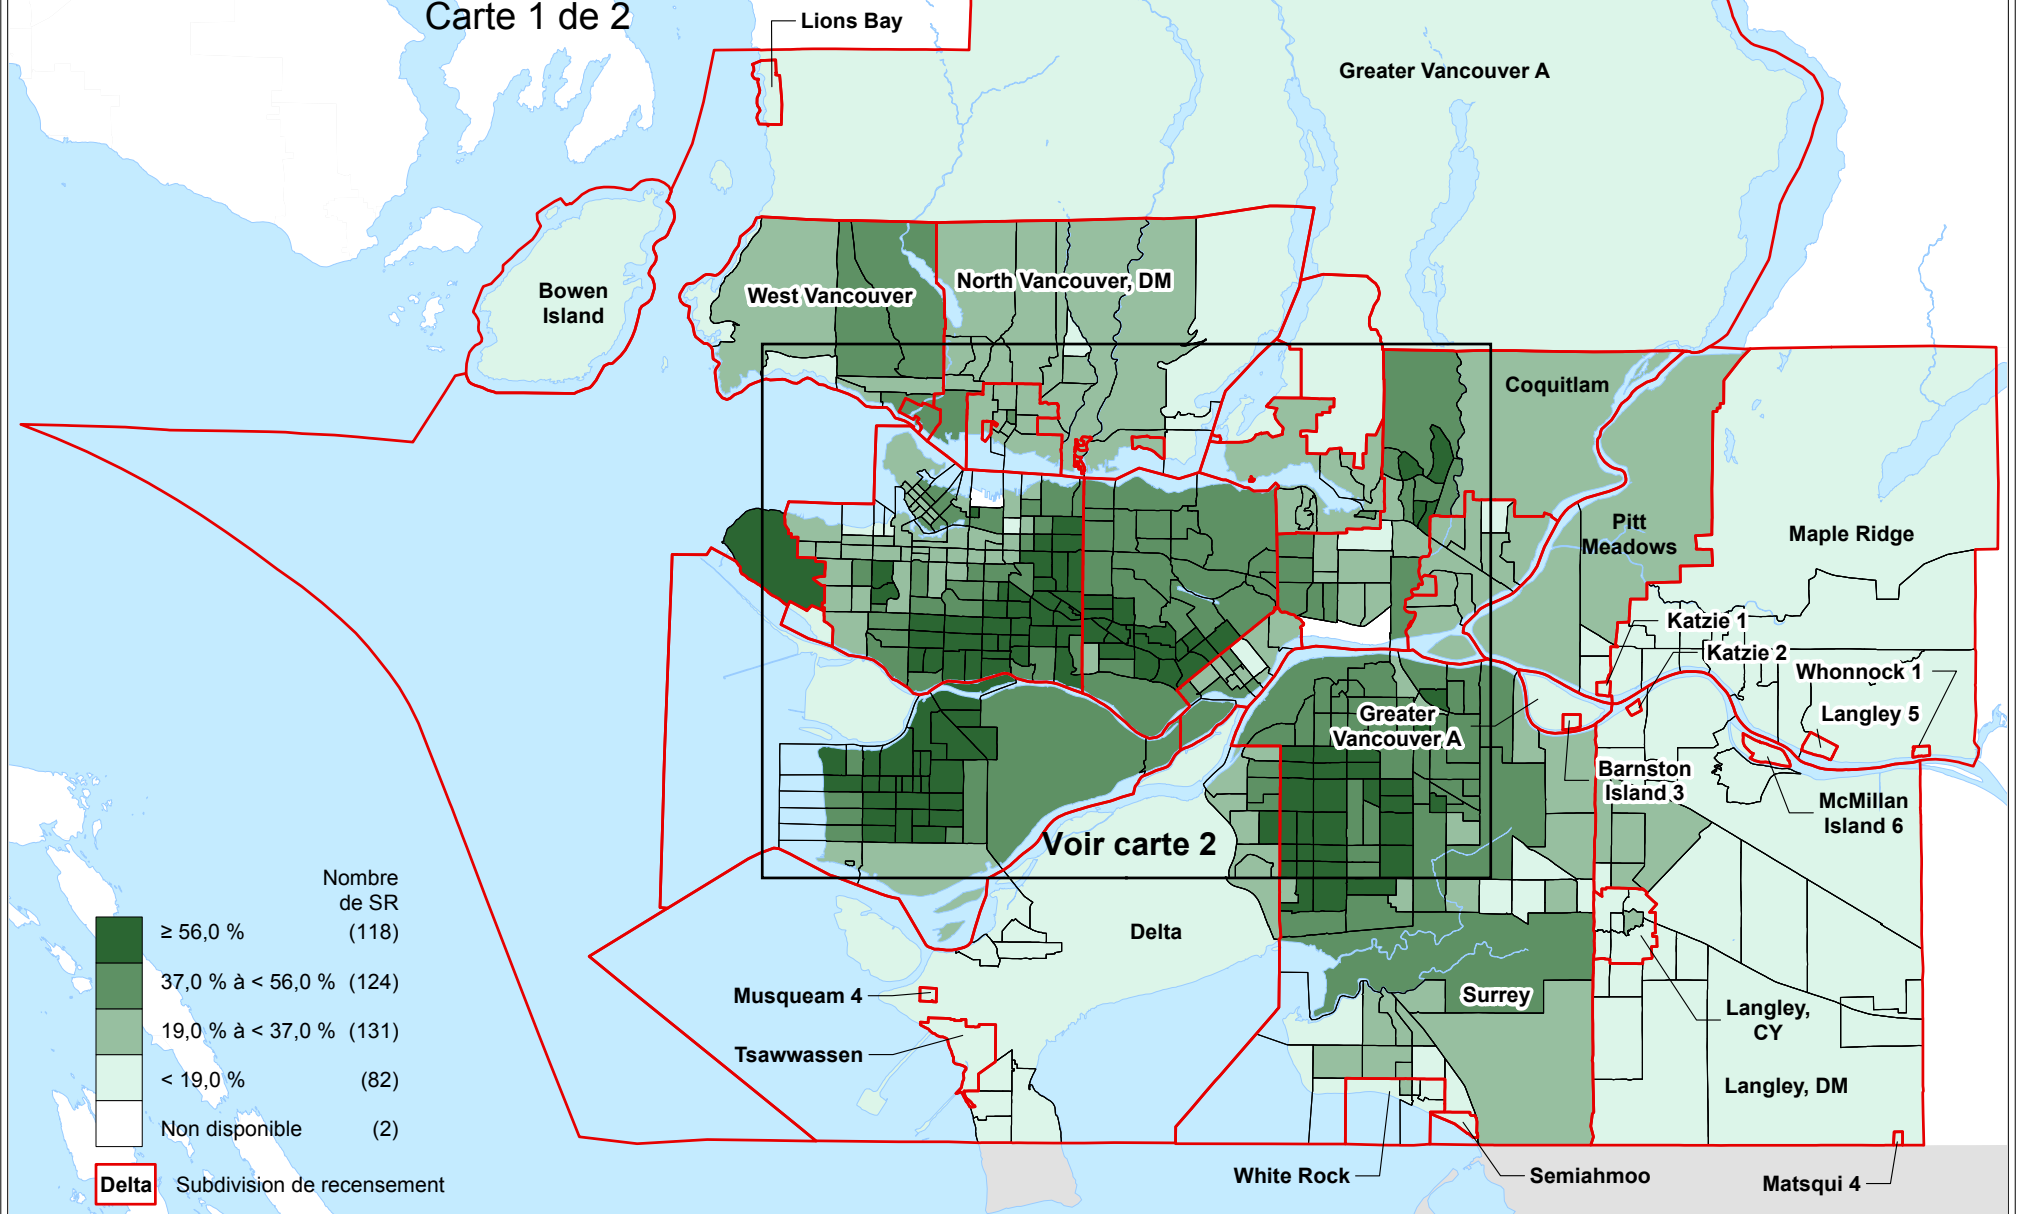 Carte 1 de 2
Lions Bay
Greater Vancouver A
Bowen
Island
West Vancouver
North Vancouver, DM
Coquitlam
Pitt
Meadows
Maple Ridge
Katzie 1
Katzie 2
Whonnock 1
Langley 5
Greater
Vancouver A
Barnston
Island 3
McMillan
Island 6
Voir carte 2
Delta
Musqueam 4
Tsawwassen
Surrey
Langley,
CY
Langley, DM
White Rock
Semiahmoo
Matsqui 4
Nombre
de SR
≥ 56,0 % (118)
37,0 % à < 56,0 % (124)
19,0 % à < 37,0 % (131)
< 19,0 % (82)
Non disponible (2)
Delta Subdivision de recensement